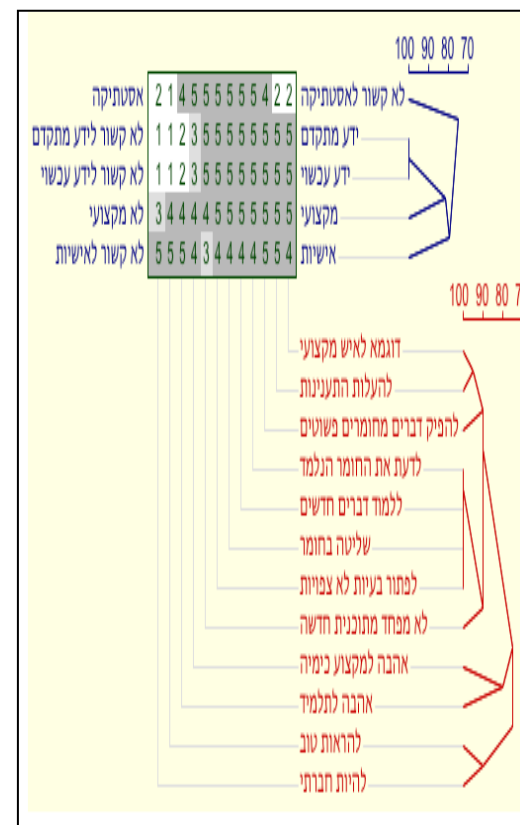 100 90 80 70
לא קשור לאסטתיקה 2 1 4 5 5 5 5 5 5 4 2 2 אסטתיקה
ידע מתקדם 1 1 2 3 5 5 5 5 5 5 5 5 לא קשור לידע מתקדם
ידע עכשוי 1 1 2 3 5 5 5 5 5 5 5 5 לא קשור לידע עכשוי
מקצועי 3 4 4 4 4 5 5 5 5 5 5 5 לא מקצועי
אישיות 5 5 5 4 3 4 4 4 4 5 5 4 לא קשור לאישיות
100 90 80
דוגמא לאיש מקצועי
להעלות התענינות
להפיק דברים מחומרים פשוטים
לדעת את החומר הנלמד
ללמוד דברים חדשים
שליטה בחומר
לפתור בעיות לא צפויות
לא מפחד מתוכנית חדשה
אהבה למקצוע כימיה
אהבה לתלמיד
להראות טוב
להיות חברתי